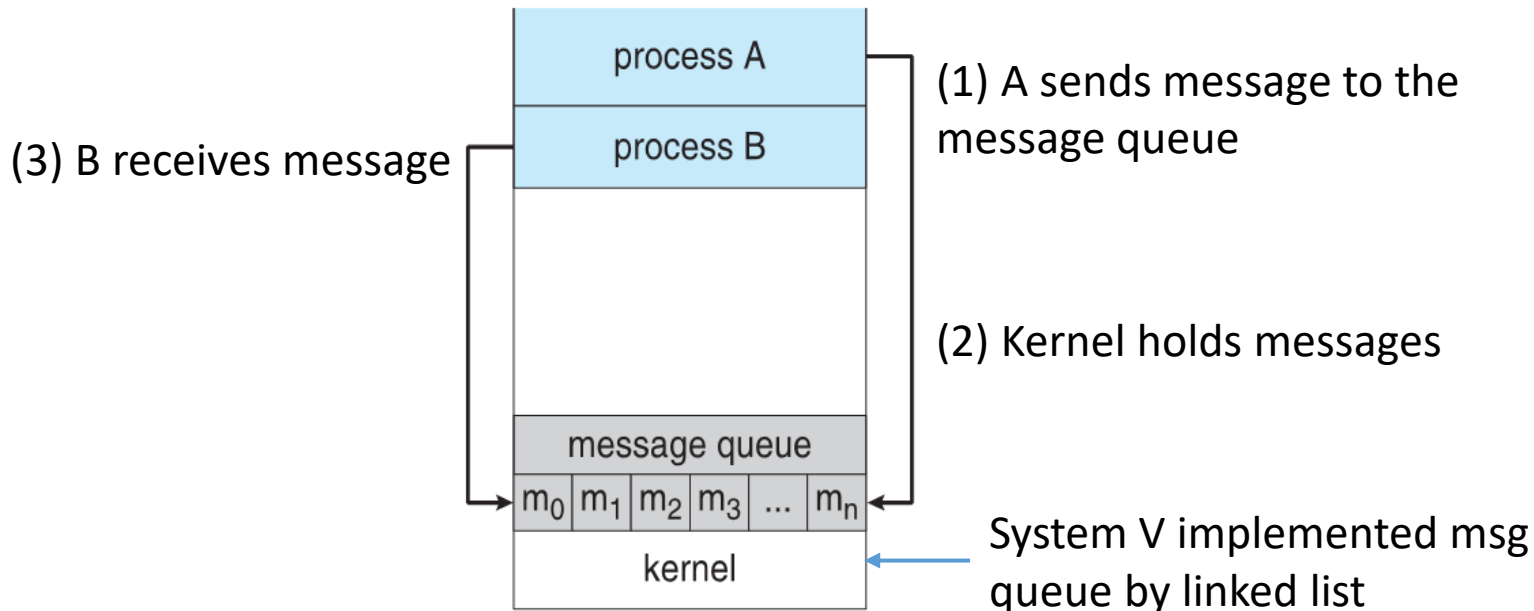 process A
(1) A sends message to the
message queue
process B
(3) B receives message
(2) Kernel holds messages
message queue
m₀ m₁ m₂ m₃ ... mₙ
System V implemented msg
queue by linked list
kernel